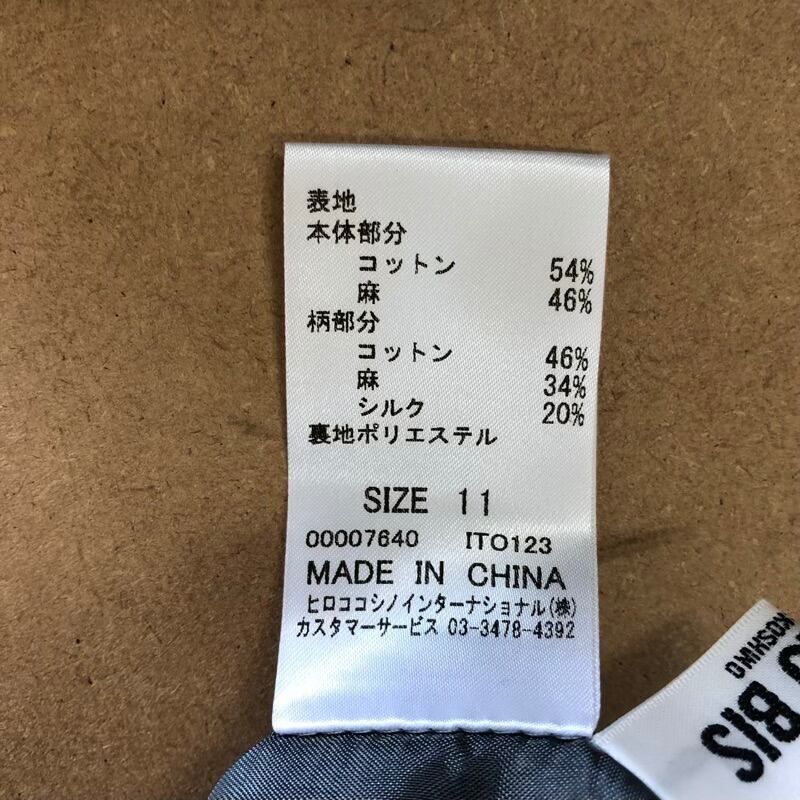 表地
本体部分
コットン 54%
麻 46%
柄部分
コットン 46%
麻 34%
シルク 20%
裏地ポリエステル
SIZE 11
00007640 ITO123
MADE IN CHINA
ヒロココシノインターナショナル(株)
カスタマーサービス 03-3478-4392
BIS